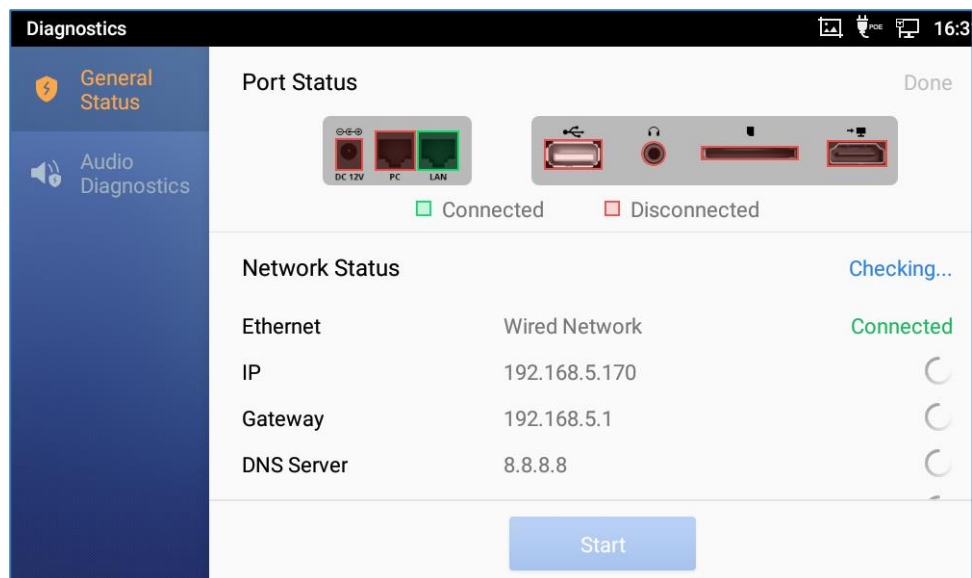 Diagnostics
POE
16:3
General
Status
Audio
Diagnostics
Port Status
Done
DC 12V
PC
LAN
Connected
Disconnected
Network Status
Checking...
Ethernet
Wired Network
Connected
IP
192.168.5.170
Gateway
192.168.5.1
DNS Server
8.8.8.8
Start